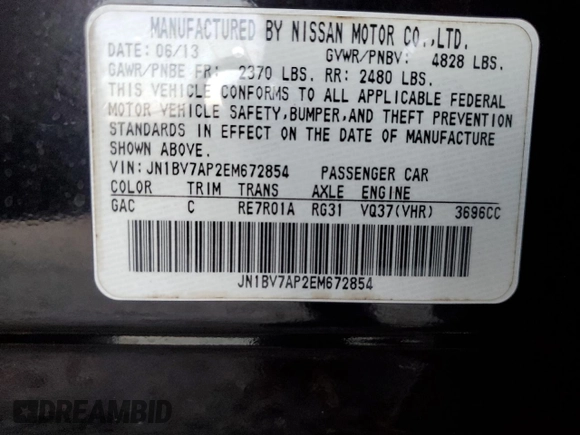 MANUFACTURED BY NISSAN MOTOR CO.,LTD.
DATE: 06/13 GVWR/PNBV: 4828 LBS.
GAWR/PNBE FR: 2370 LBS. RR: 2480 LBS.
THIS VEHICLE CONFORMS TO ALL APPLICABLE FEDERAL
MOTOR VEHICLE SAFETY,BUMPER,AND THEFT PREVENTION
STANDARDS IN EFFECT ON THE DATE OF MANUFACTURE
SHOWN ABOVE.
VIN: JN1BV7AP2EM672854 PASSENGER CAR
COLOR TRIM TRANS AXLE ENGINE
GAC C RE7R01A RG31 VQ37(VHR) 3696CC
JN1BV7AP2EM672854
DREAMBID